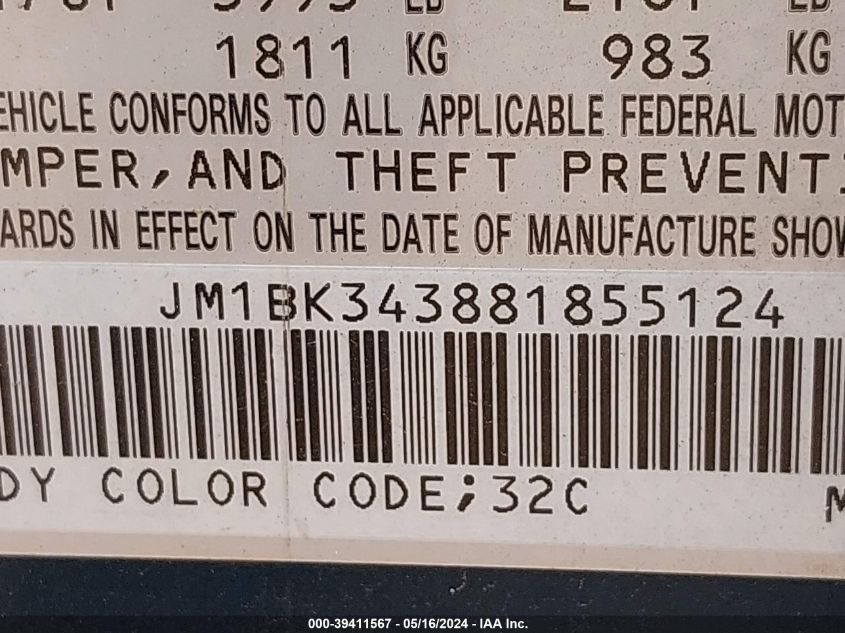 1811 KG 983 KG
EHICLE CONFORMS TO ALL APPLICABLE FEDERAL MOT
MPER, AND THEFT PREVENTI
ARDS IN EFFECT ON THE DATE OF MANUFACTURE SHOW
JM1BK343881855124
DY COLOR CODE;32C M
000-39411567 - 05/16/2024 - IAA Inc.